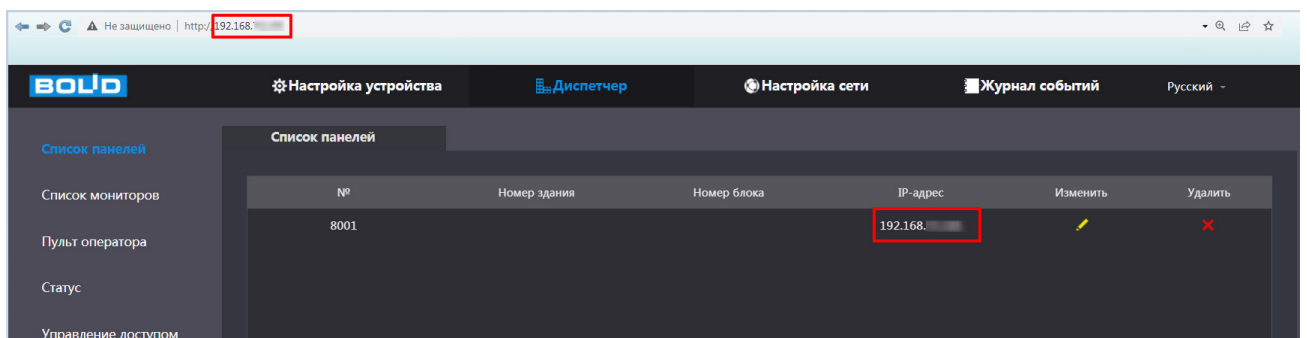 Не защищено | http://192.168.
BOLID
Настройка устройства
Диспетчер
Настройка сети
Журнал событий
Русский
Список панелей
Список панелей
Список мониторов
Пульт оператора
Статус
Управление доступом
№ Номер здания Номер блока IP-адрес Изменить Удалить
8001 192.168.